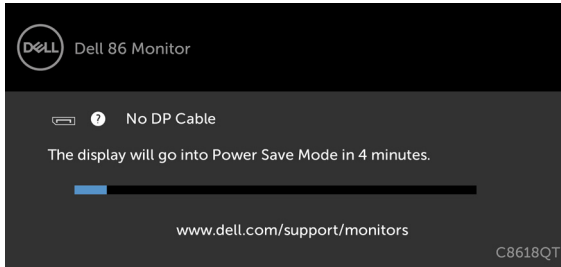 DELL
Dell 86 Monitor
? No DP Cable
The display will go into Power Save Mode in 4 minutes.
www.dell.com/support/monitors
C8618QT